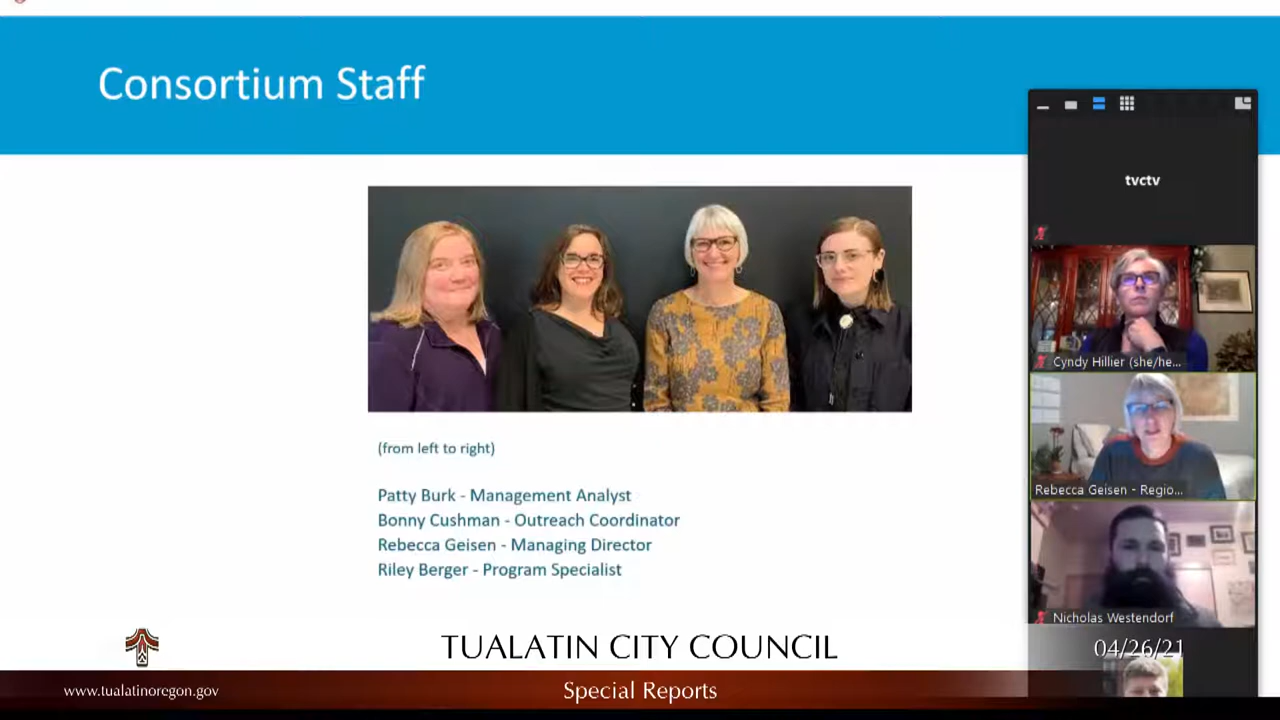 Consortium Staff
tvctv
Cyndy Hillier (she/he...
Rebecca Geisen - Regio...
Nicholas Westendorf
(from left to right)
Patty Burk - Management Analyst
Bonny Cushman - Outreach Coordinator
Rebecca Geisen - Managing Director
Riley Berger - Program Specialist
TUALATIN CITY COUNCIL
04/26/21
www.tualatinoregon.gov
Special Reports